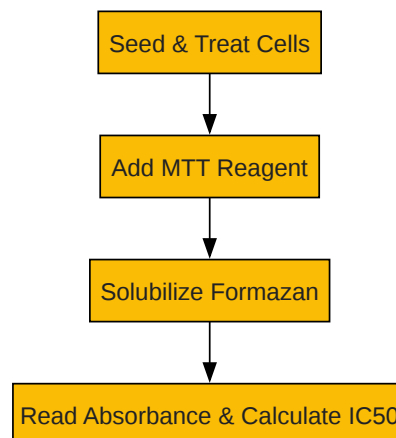 Seed & Treat Cells
Add MTT Reagent
Solubilize Formazan
Read Absorbance & Calculate IC50